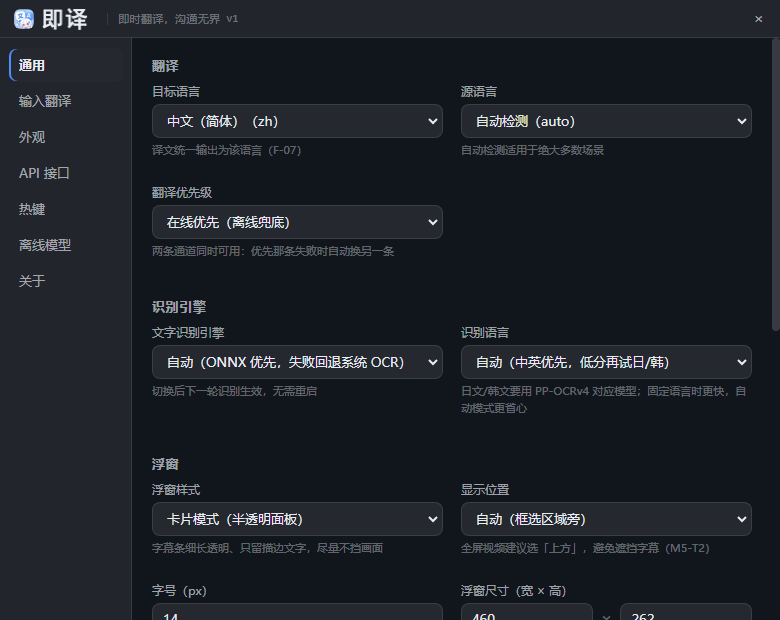 即译 即时翻译，沟通无界 v1 ×
通用
输入翻译
外观
API 接口
热键
离线模型
关于
翻译
目标语言 源语言
中文（简体）（zh） 自动检测（auto）
译文统一输出为该语言（F-07） 自动检测适用于绝大多数场景
翻译优先级
在线优先（离线兜底）
两条通道同时可用：优先那条失败时自动换另一条
识别引擎
文字识别引擎 识别语言
自动（ONNX 优先，失败回退系统 OCR） 自动（中英优先，低分再试日/韩）
切换后下一轮识别生效，无需重启 日文/韩文要用 PP-OCRv4 对应模型；固定语言时更快，自
动模式更省心
浮窗
浮窗样式 显示位置
卡片模式（半透明面板） 自动（框选区域旁）
字幕条细长透明、只留描边文字，尽量不挡画面 全屏视频建议选「上方」，避免遮挡字幕（M5-T2）
字号（px） 浮窗尺寸（宽 × 高）
14 460 × 262